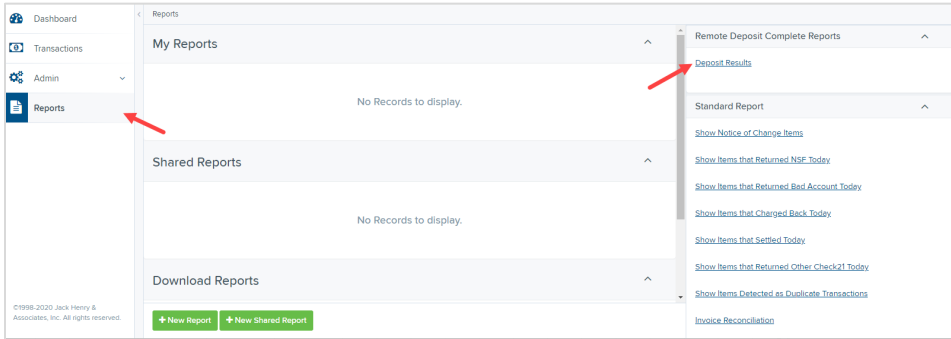 Dashboard
Transactions
Admin
Reports
©1998-2020 Jack Henry &
Associates, Inc. All rights reserved.
Reports
My Reports
No Records to display.
Shared Reports
No Records to display.
Download Reports
+ New Report
+ New Shared Report
Remote Deposit Complete Reports
Deposit Results
Standard Report
Show Notice of Change Items
Show Items that Returned NSF Today
Show Items that Returned Bad Account Today
Show Items that Charged Back Today
Show Items that Settled Today
Show Items that Returned Other Check21 Today
Show Items Detected as Duplicate Transactions
Invoice Reconciliation